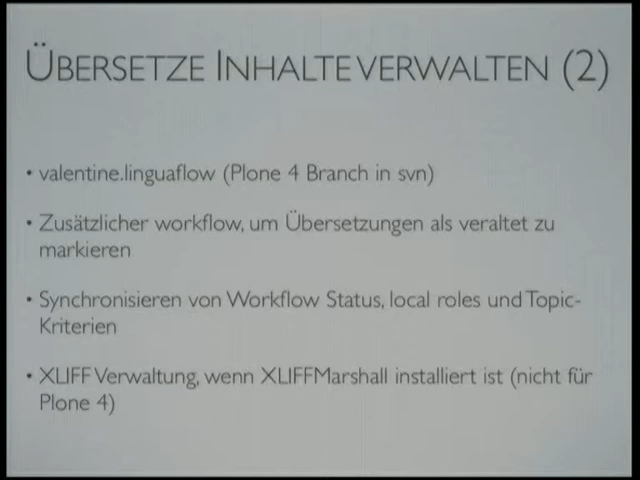 ÜBERSETZE INHALTE VERWALTEN (2)
• valentine.linguaflow (Plone 4 Branch in svn)
• Zusätzlicher workflow, um Übersetzungen als veraltet zu
markieren
• Synchronisieren von Workflow Status, local roles und Topic-
Kriterien
• XLIFF Verwaltung, wenn XLIFFMarshall installiert ist (nicht für
Plone 4)